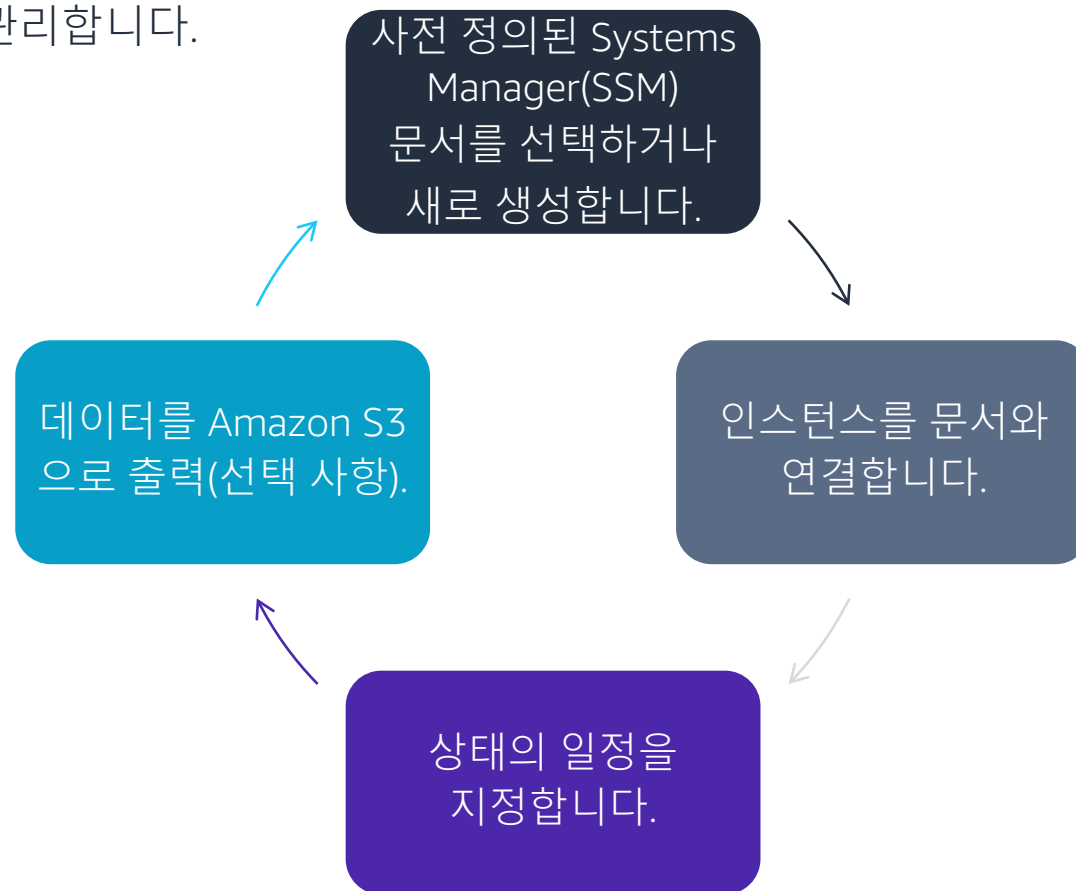 관리합니다.
사전 정의된 Systems
Manager(SSM)
문서를 선택하거나
새로 생성합니다.
데이터를 Amazon S3
으로 출력(선택 사항).
인스턴스를 문서와
연결합니다.
상태의 일정을
지정합니다.